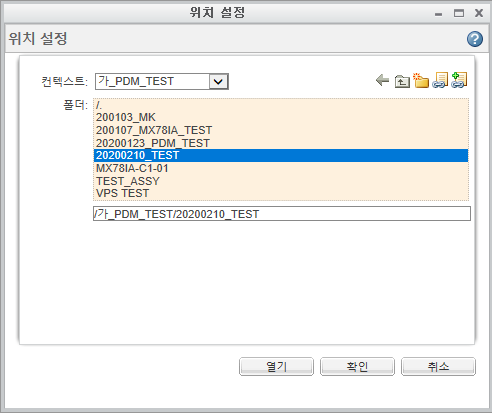 위치 설정
위치 설정
컨텍스트: 가_PDM_TEST
폴더: /.
200103_MK
200107_MX78IA_TEST
20200123_PDM_TEST
20200210_TEST
MX78IA-C1-01
TEST_ASSY
VPS TEST
/가_PDM_TEST/20200210_TEST
열기 확인 취소